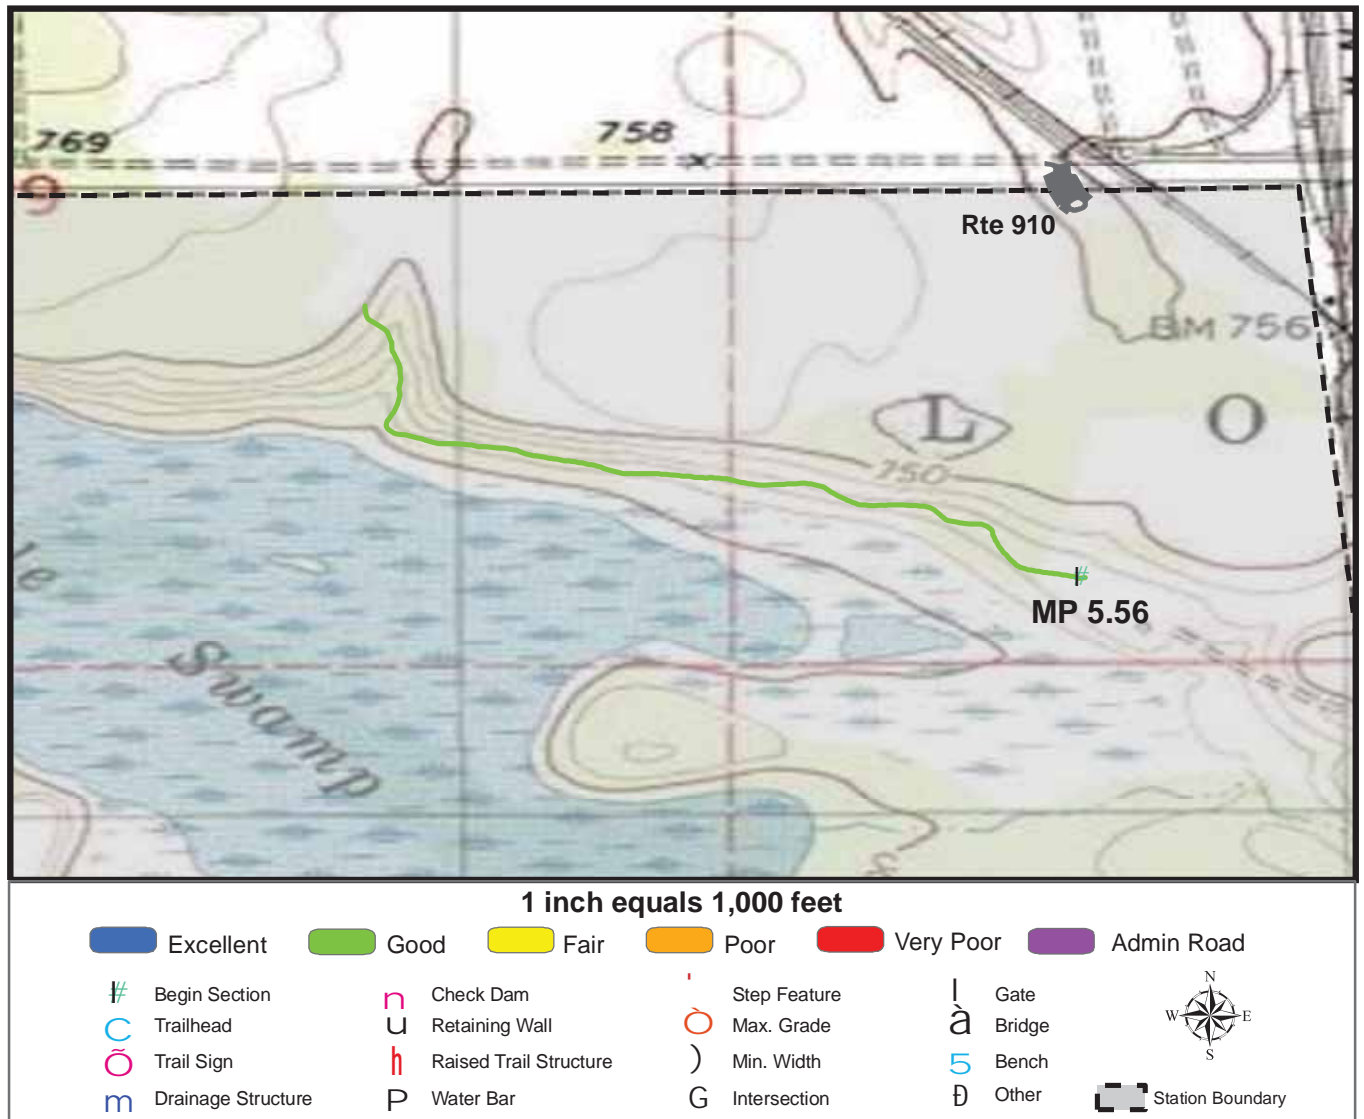 769
758
Rte 910
BM 756
L O
750
MP 5.56
le
Swamp
1 inch equals 1,000 feet
Excellent Good Fair Poor Very Poor Admin Road
# Begin Section n Check Dam ' Step Feature l Gate
C Trailhead u Retaining Wall Ò Max. Grade à Bridge
Õ Trail Sign h Raised Trail Structure ) Min. Width 5 Bench
m Drainage Structure P Water Bar G Intersection Ð Other Station Boundary
N
W E
S